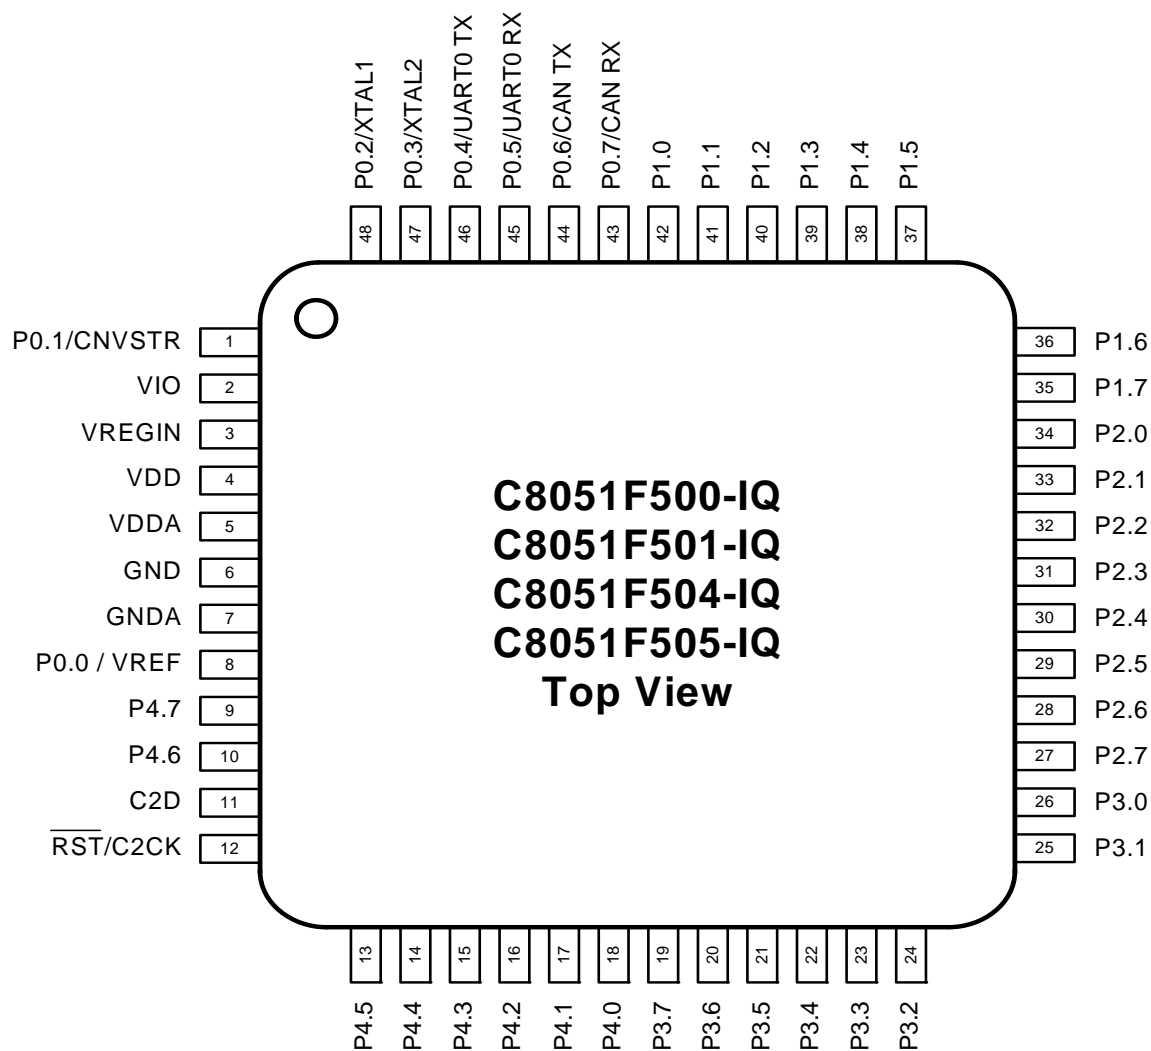 P0.2/XTAL1
P0.3/XTAL2
P0.4/UART0 TX
P0.5/UART0 RX
P0.6/CAN TX
P0.7/CAN RX
P1.0
P1.1
P1.2
P1.3
P1.4
P1.5
48
47
46
45
44
43
42
41
40
39
38
37
P0.1/CNVSTR 1
VIO 2
VREGIN 3
VDD 4
VDDA 5
GND 6
GNDA 7
P0.0 / VREF 8
P4.7 9
P4.6 10
C2D 11
RST/C2CK 12
C8051F500-IQ
C8051F501-IQ
C8051F504-IQ
C8051F505-IQ
Top View
36 P1.6
35 P1.7
34 P2.0
33 P2.1
32 P2.2
31 P2.3
30 P2.4
29 P2.5
28 P2.6
27 P2.7
26 P3.0
25 P3.1
13
14
15
16
17
18
19
20
21
22
23
24
P4.5
P4.4
P4.3
P4.2
P4.1
P4.0
P3.7
P3.6
P3.5
P3.4
P3.3
P3.2